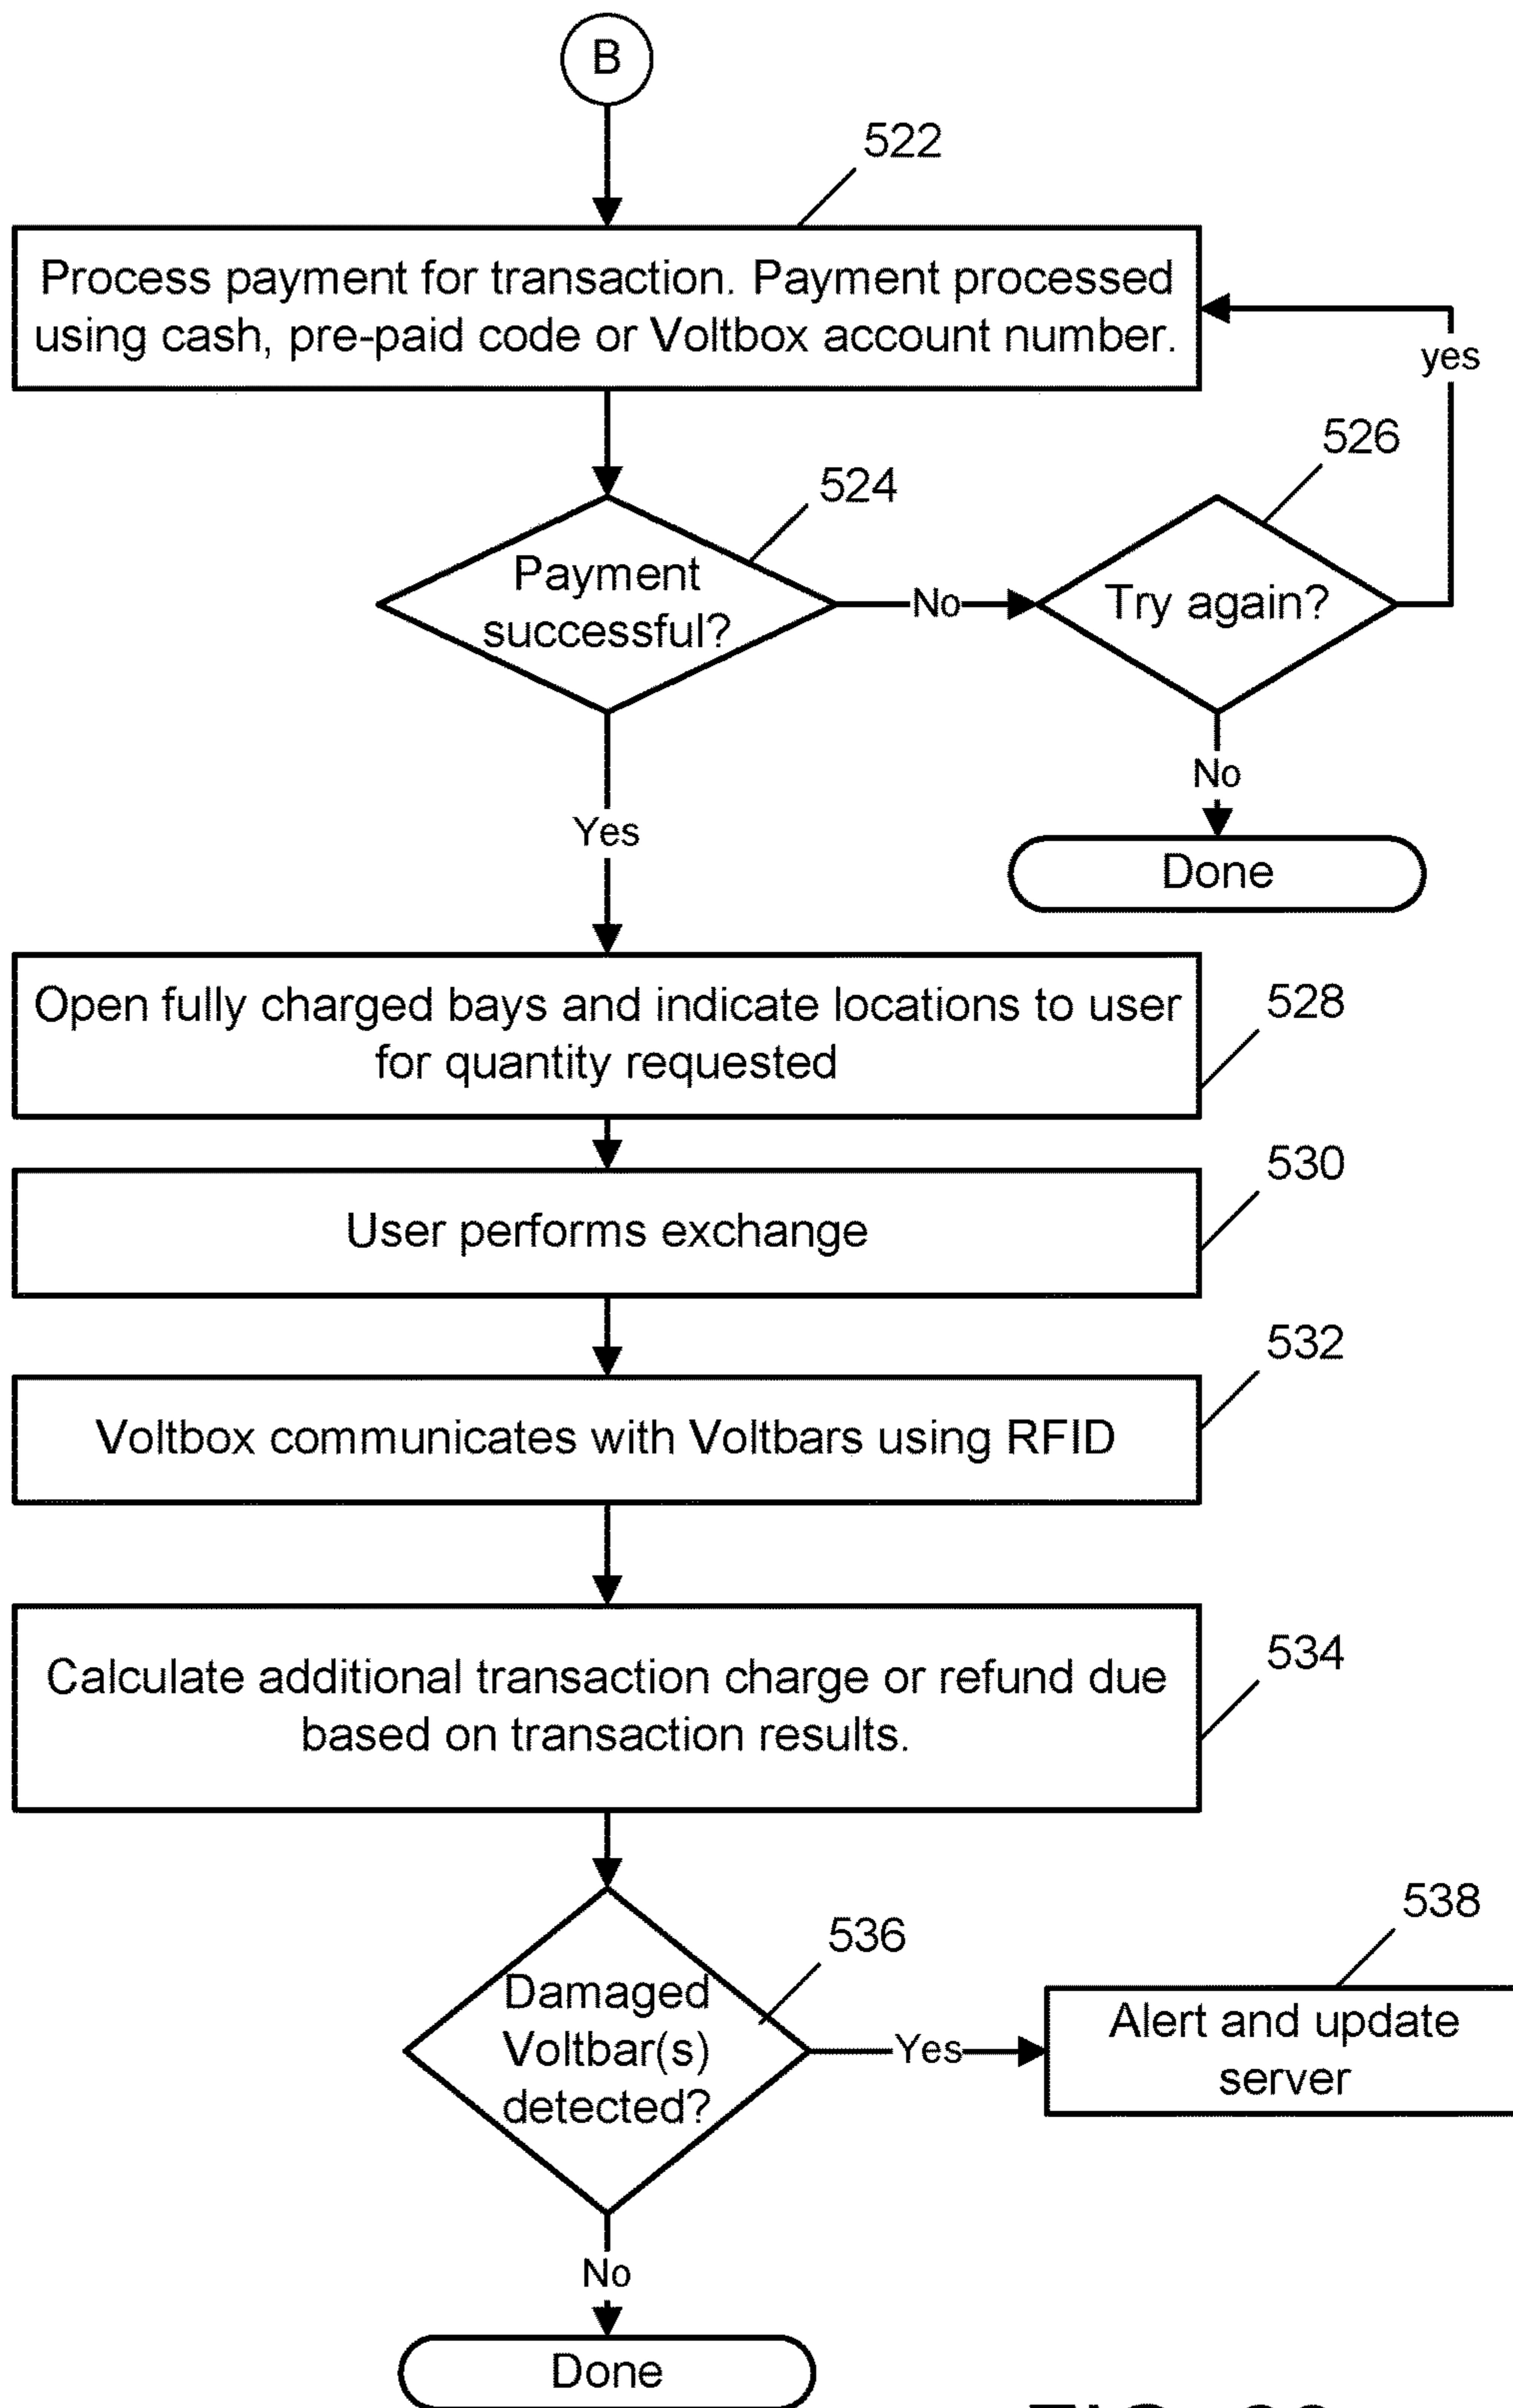 B
522
Process payment for transaction. Payment processed
using cash, pre-paid code or Voltbox account number.
yes
526
524
Payment
successful?
No
Try again?
No
Yes
Done
Open fully charged bays and indicate locations to user
for quantity requested
528
530
User performs exchange
532
Voltbox communicates with Voltbars using RFID
534
Calculate additional transaction charge or refund due
based on transaction results.
538
536
Damaged
Voltbar(s)
detected?
Yes
Alert and update
server
No
Done